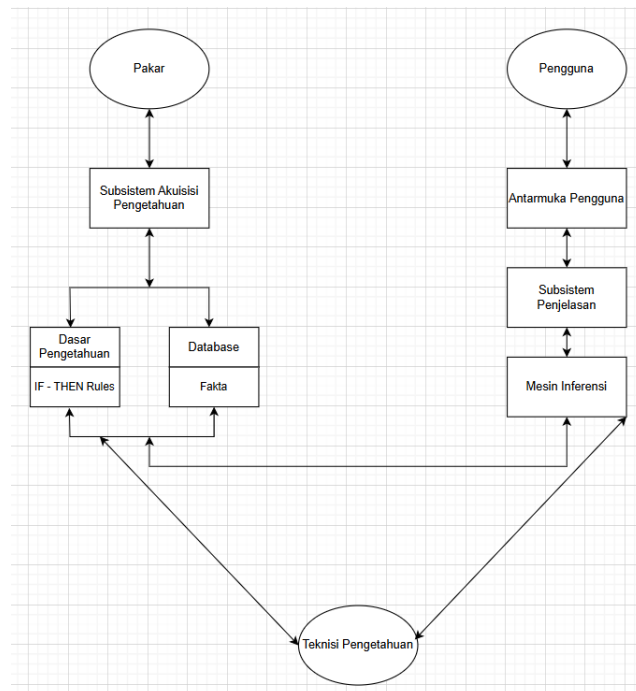 Pakar
Pengguna
Subsistem Akuisisi
Pengetahuan
Antarmuka Pengguna
Subsistem
Penjelasan
Dasar
Pengetahuan
Database
IF - THEN Rules
Fakta
Mesin Inferensi
Teknisi Pengetahuan